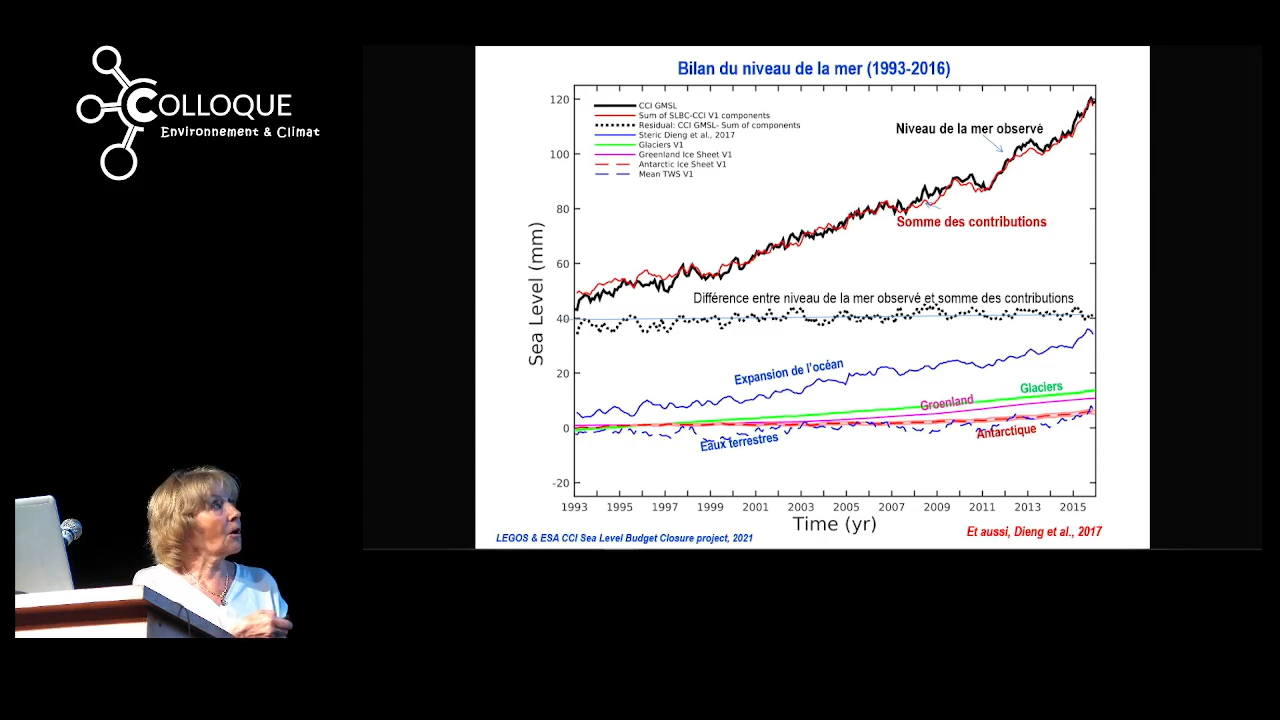 COLLOQUE
Environnement & Climat
Bilan du niveau de la mer (1993-2016)
CCI GMSL
Sum of SLBC-CCI V1 components
Residual: CCI GMSL- Sum of components
Steric Dieng et al., 2017
Glaciers V1
Greenland Ice Sheet V1
Antarctic Ice Sheet V1
Mean TWS V1
Niveau de la mer observé
Somme des contributions
Différence entre niveau de la mer observé et somme des contributions
Expansion de l'océan
Glaciers
Groenland
Antarctique
Eaux terrestres
Sea Level (mm)
120
100
80
60
40
20
0
-20
1993 1995 1997 1999 2001 2003 2005 2007 2009 2011 2013 2015
Time (yr)
LEGOS & ESA CCI Sea Level Budget Closure project, 2021
Et aussi, Dieng et al., 2017